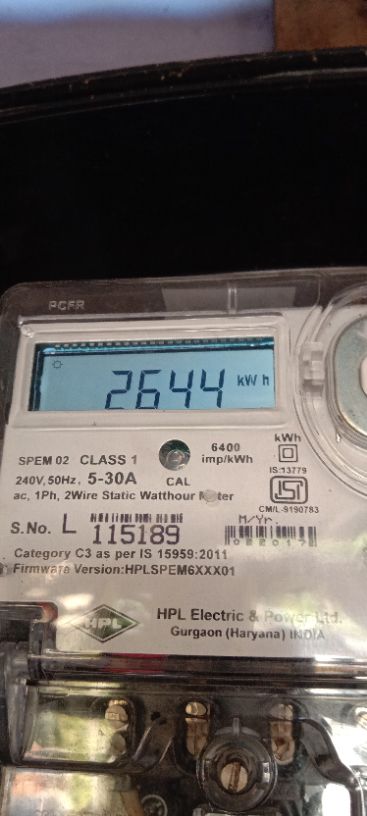 PCFR
2644 kWh
6400 imp/kWh
kWh
SPEM 02 CLASS 1
IS:13779
240V, 50Hz, 5-30A CAL
ac, 1Ph, 2Wire Static Watthour Meter
CM/L-9190783
S.No. L 115189
M/Yr.
Category C3 as per IS 15959:2011
Firmware Version:HPLSPEM6XXX01
HPL
HPL Electric & Power Ltd.
Gurgaon (Haryana) INDIA